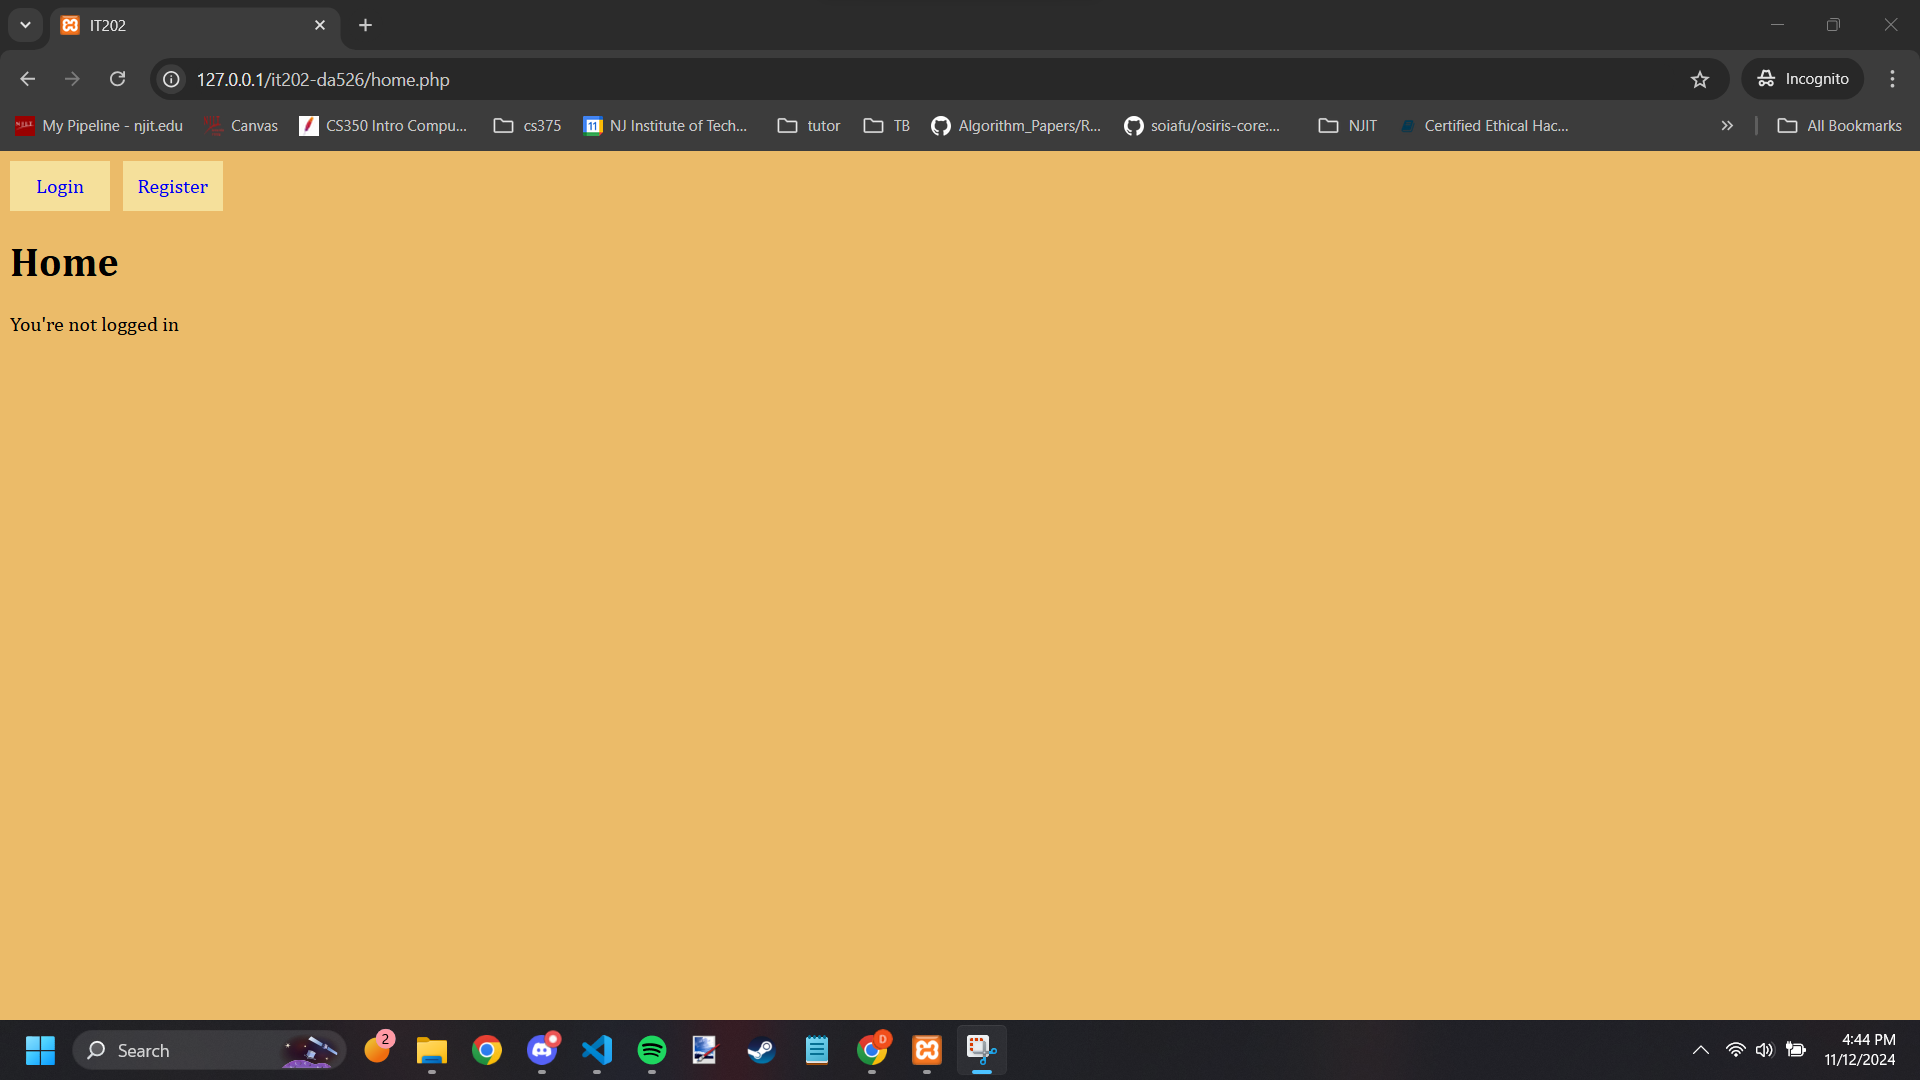 IT202
127.0.0.1/it202-da526/home.php
Incognito
My Pipeline - njit.edu
Canvas
CS350 Intro Compu...
cs375
11
NJ Institute of Tech...
tutor
TB
Algorithm_Papers/R...
soiafu/osiris-core:...
NJIT
Certified Ethical Hac...
All Bookmarks
Login
Register
Home
You're not logged in
Search
2
D
4:44 PM
11/12/2024